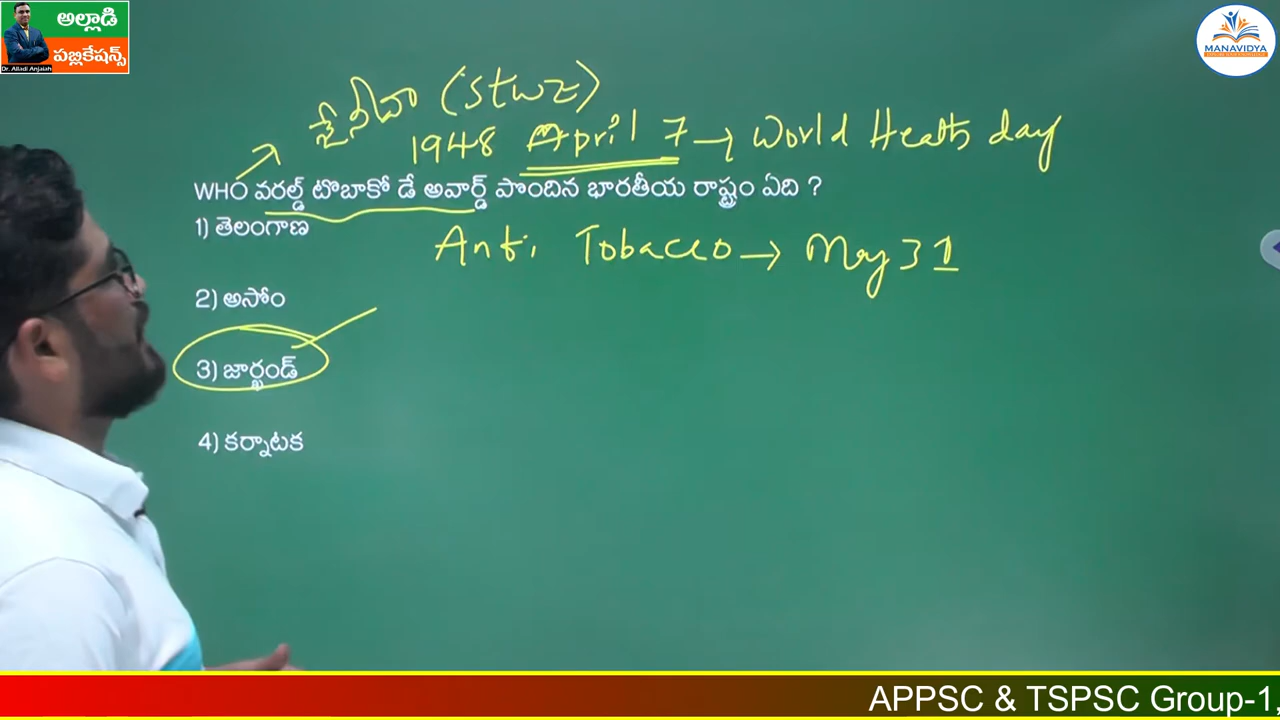 అల్లాడి
పబ్లికేషన్స్
Dr. Alladi Anjaiah
MANAVIDYA
జెనీవా (Stwz)
1948 April 7 → World Health day
WHO వరల్డ్ టొబాకో డే అవార్డ్ పొందిన భారతీయ రాష్ట్రం ఏది ?
1) తెలంగాణ
Anti Tobacco → May 31
2) అసోం
3) జార్ఖండ్
4) కర్నాటక
APPSC & TSPSC Group-1,